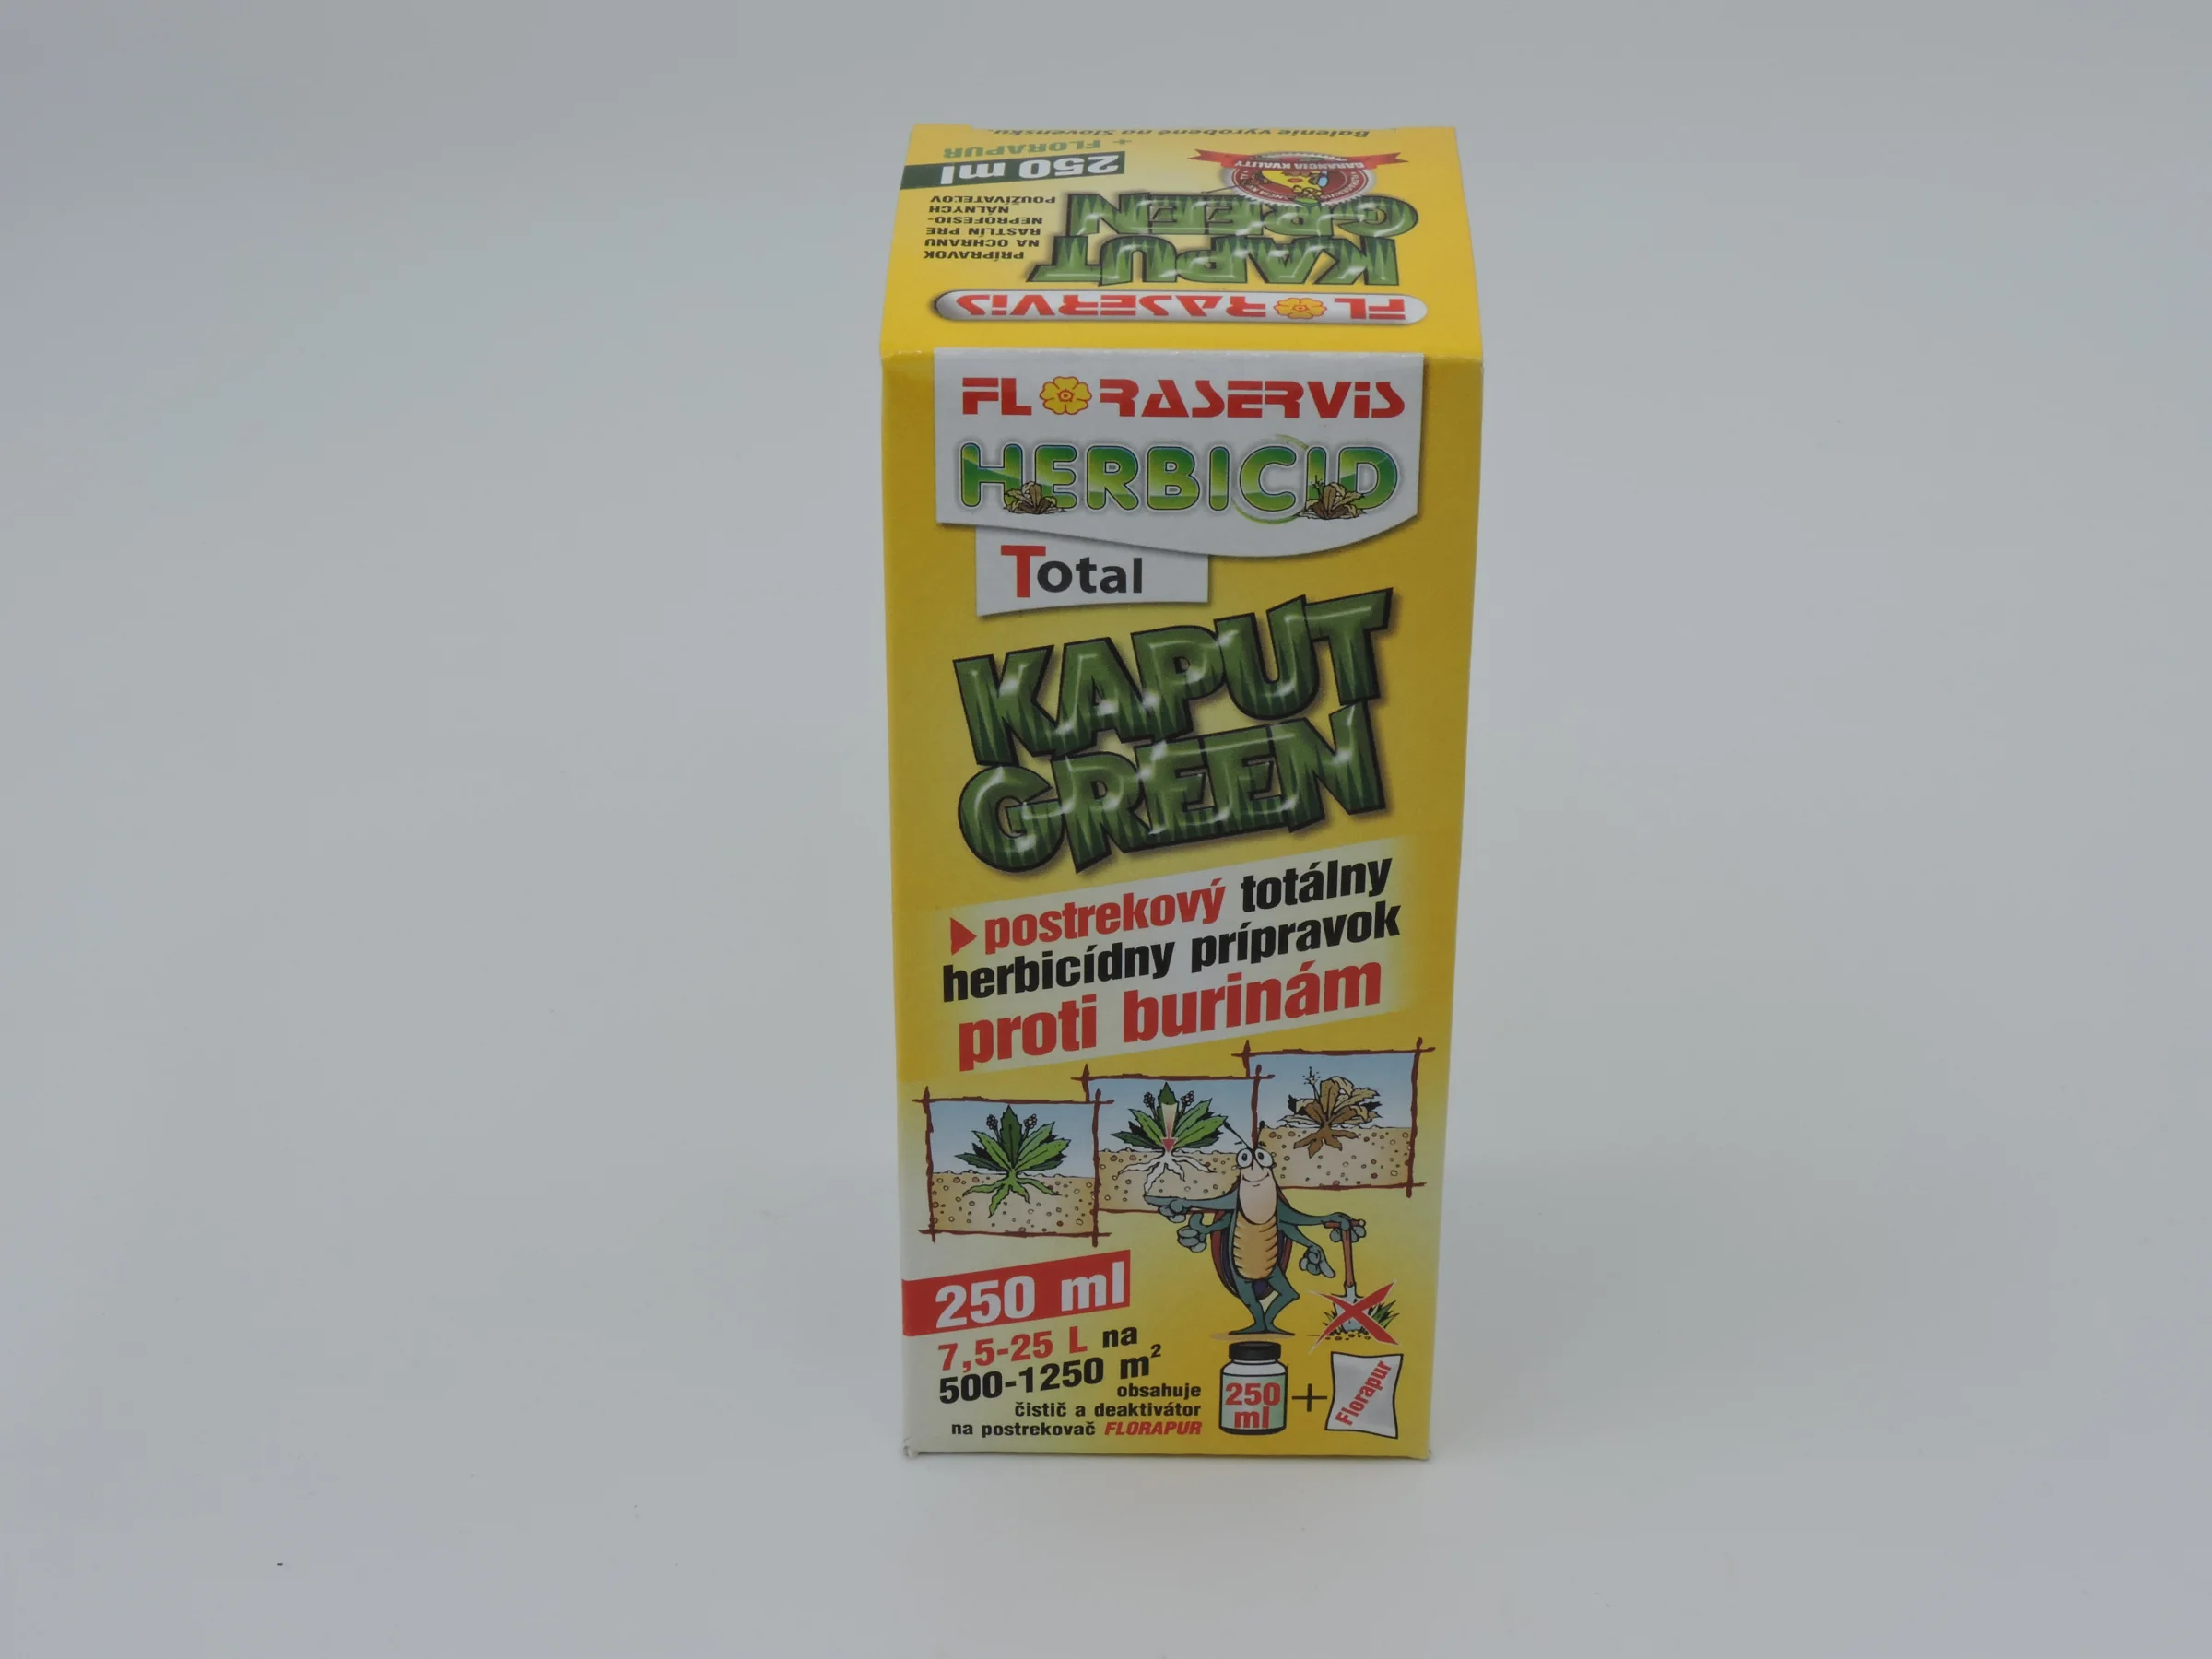 Balenie vyrobené na Slovensku.
+ FLORAPUR
250 ml
GARANCIA KVALITY
PRÍPRAVOK
NA OCHRANU
RASTLÍN PRE
NEPROFESIO-
NÁLNYCH
POUŽÍVATEĽOV
KAPUT
GREEN
FLORASERVIS
FLORASERVIS
HERBICID
Total
KAPUT
GREEN
postrekový totálny
herbicídny prípravok
proti burinám
250 ml
7,5-25 L na
500-1250 m²
obsahuje
čistič a deaktivátor
na postrekovač FLORAPUR
250
ml
+
Florapur